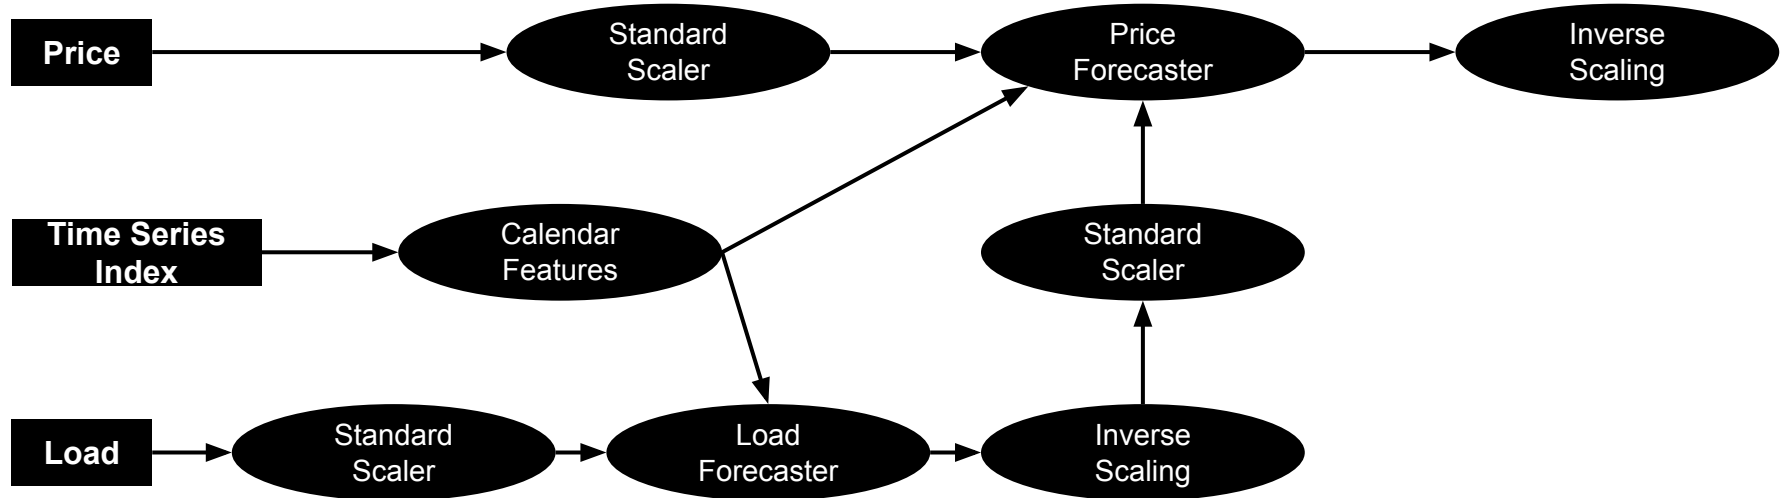 Price
Standard
Scaler
Price
Forecaster
Inverse
Scaling
Time Series
Index
Calendar
Features
Standard
Scaler
Load
Standard
Scaler
Load
Forecaster
Inverse
Scaling